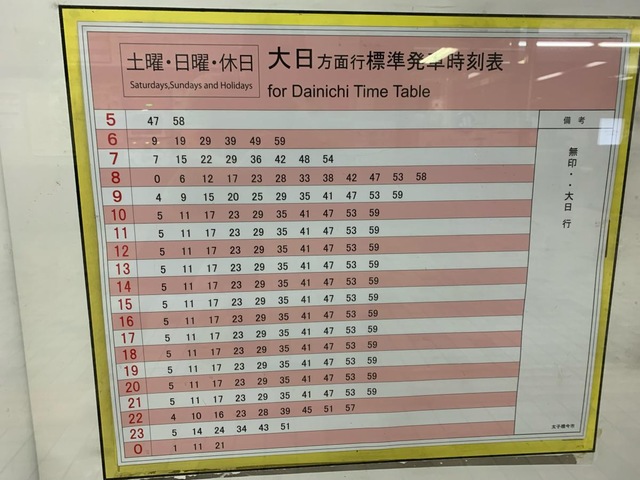 土曜・日曜・休日
Saturdays,Sundays and Holidays
大日方面行標準発車時刻表
for Dainichi Time Table
備考
無印・・大日行
5 47 58
6 9 19 29 39 49 59
7 7 15 22 29 36 42 48 54
8 0 6 12 17 23 28 33 38 42 47 53 58
9 4 9 15 20 25 29 35 41 47 53 59
10 5 11 17 23 29 35 41 47 53 59
11 5 11 17 23 29 35 41 47 53 59
12 5 11 17 23 29 35 41 47 53 59
13 5 11 17 23 29 35 41 47 53 59
14 5 11 17 23 29 35 41 47 53 59
15 5 11 17 23 29 35 41 47 53 59
16 5 11 17 23 29 35 41 47 53 59
17 5 11 17 23 29 35 41 47 53 59
18 5 11 17 23 29 35 41 47 53 59
19 5 11 17 23 29 35 41 47 53 59
20 5 11 17 23 29 35 41 47 53 59
21 5 11 17 23 29 35 41 47 53 59
22 4 10 16 23 28 39 45 51 57
23 5 14 24 34 43 51
0 1 11 21
太子橋今市